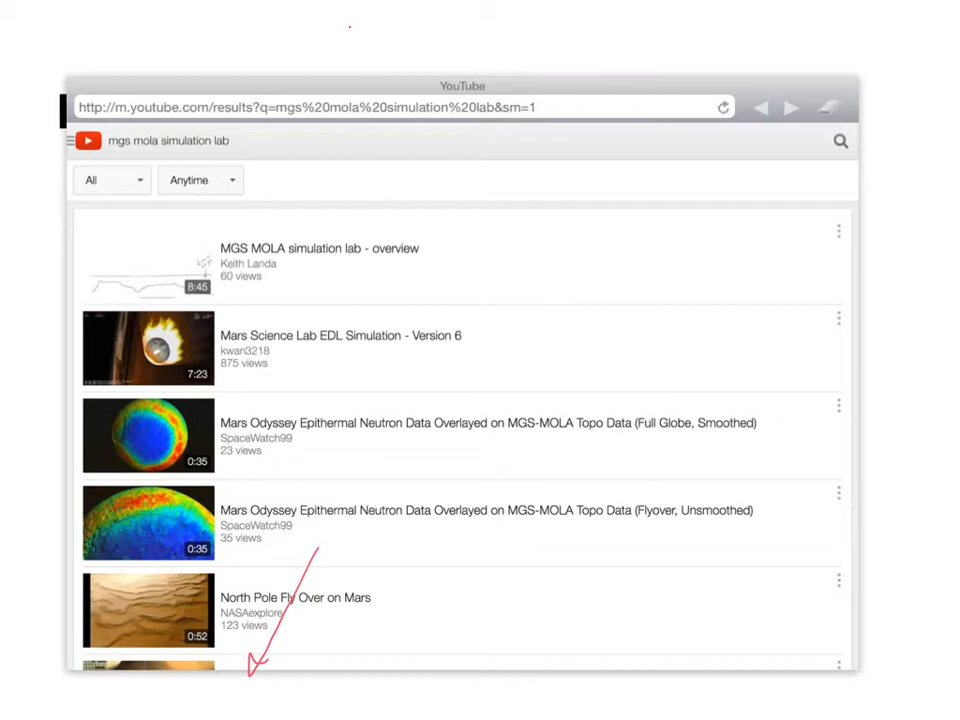 YouTube
http://m.youtube.com/results?q=mgs%20mola%20simulation%20lab&sm=1
mgs mola simulation lab
All
Anytime
MGS MOLA simulation lab - overview
Keith Landa
60 views
8:45
Mars Science Lab EDL Simulation - Version 6
kwan3218
875 views
7:23
Mars Odyssey Epithermal Neutron Data Overlayed on MGS-MOLA Topo Data (Full Globe, Smoothed)
SpaceWatch99
23 views
0:35
Mars Odyssey Epithermal Neutron Data Overlayed on MGS-MOLA Topo Data (Flyover, Unsmoothed)
SpaceWatch99
35 views
0:35
North Pole Fly Over on Mars
NASAexplore
123 views
0:52